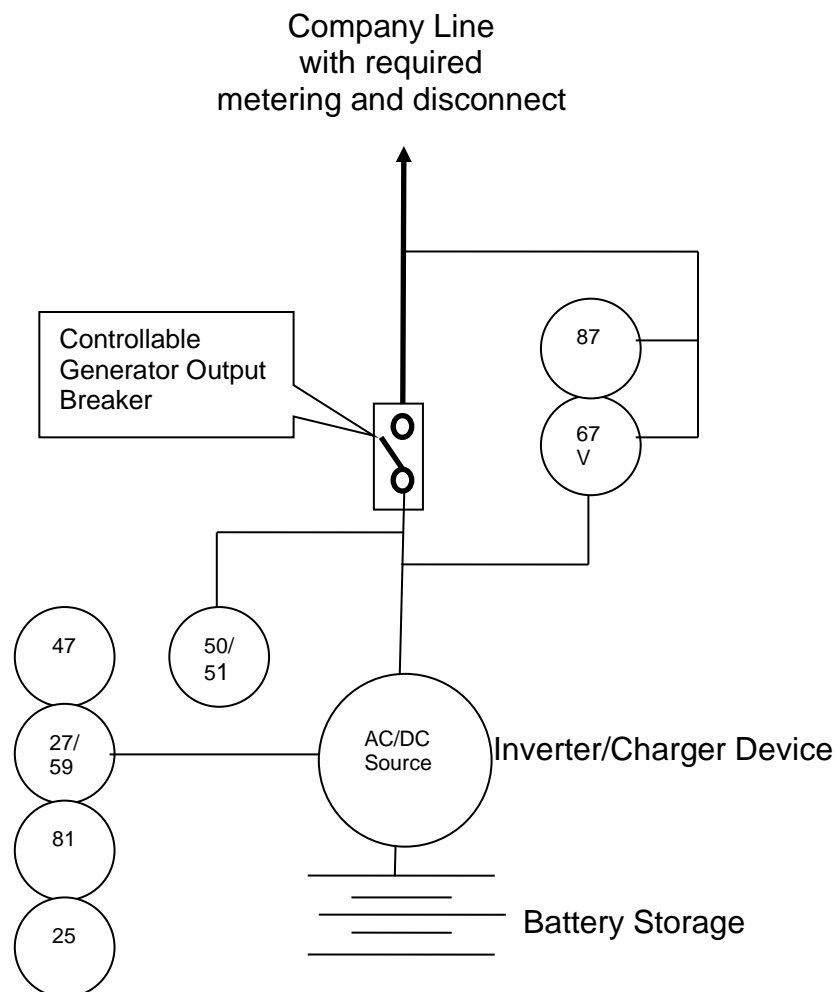 Company Line
with required
metering and disconnect
Controllable
Generator Output
Breaker
87
67
V
47
50/
51
27/
59
AC/DC
Source
Inverter/Charger Device
81
25
Battery Storage